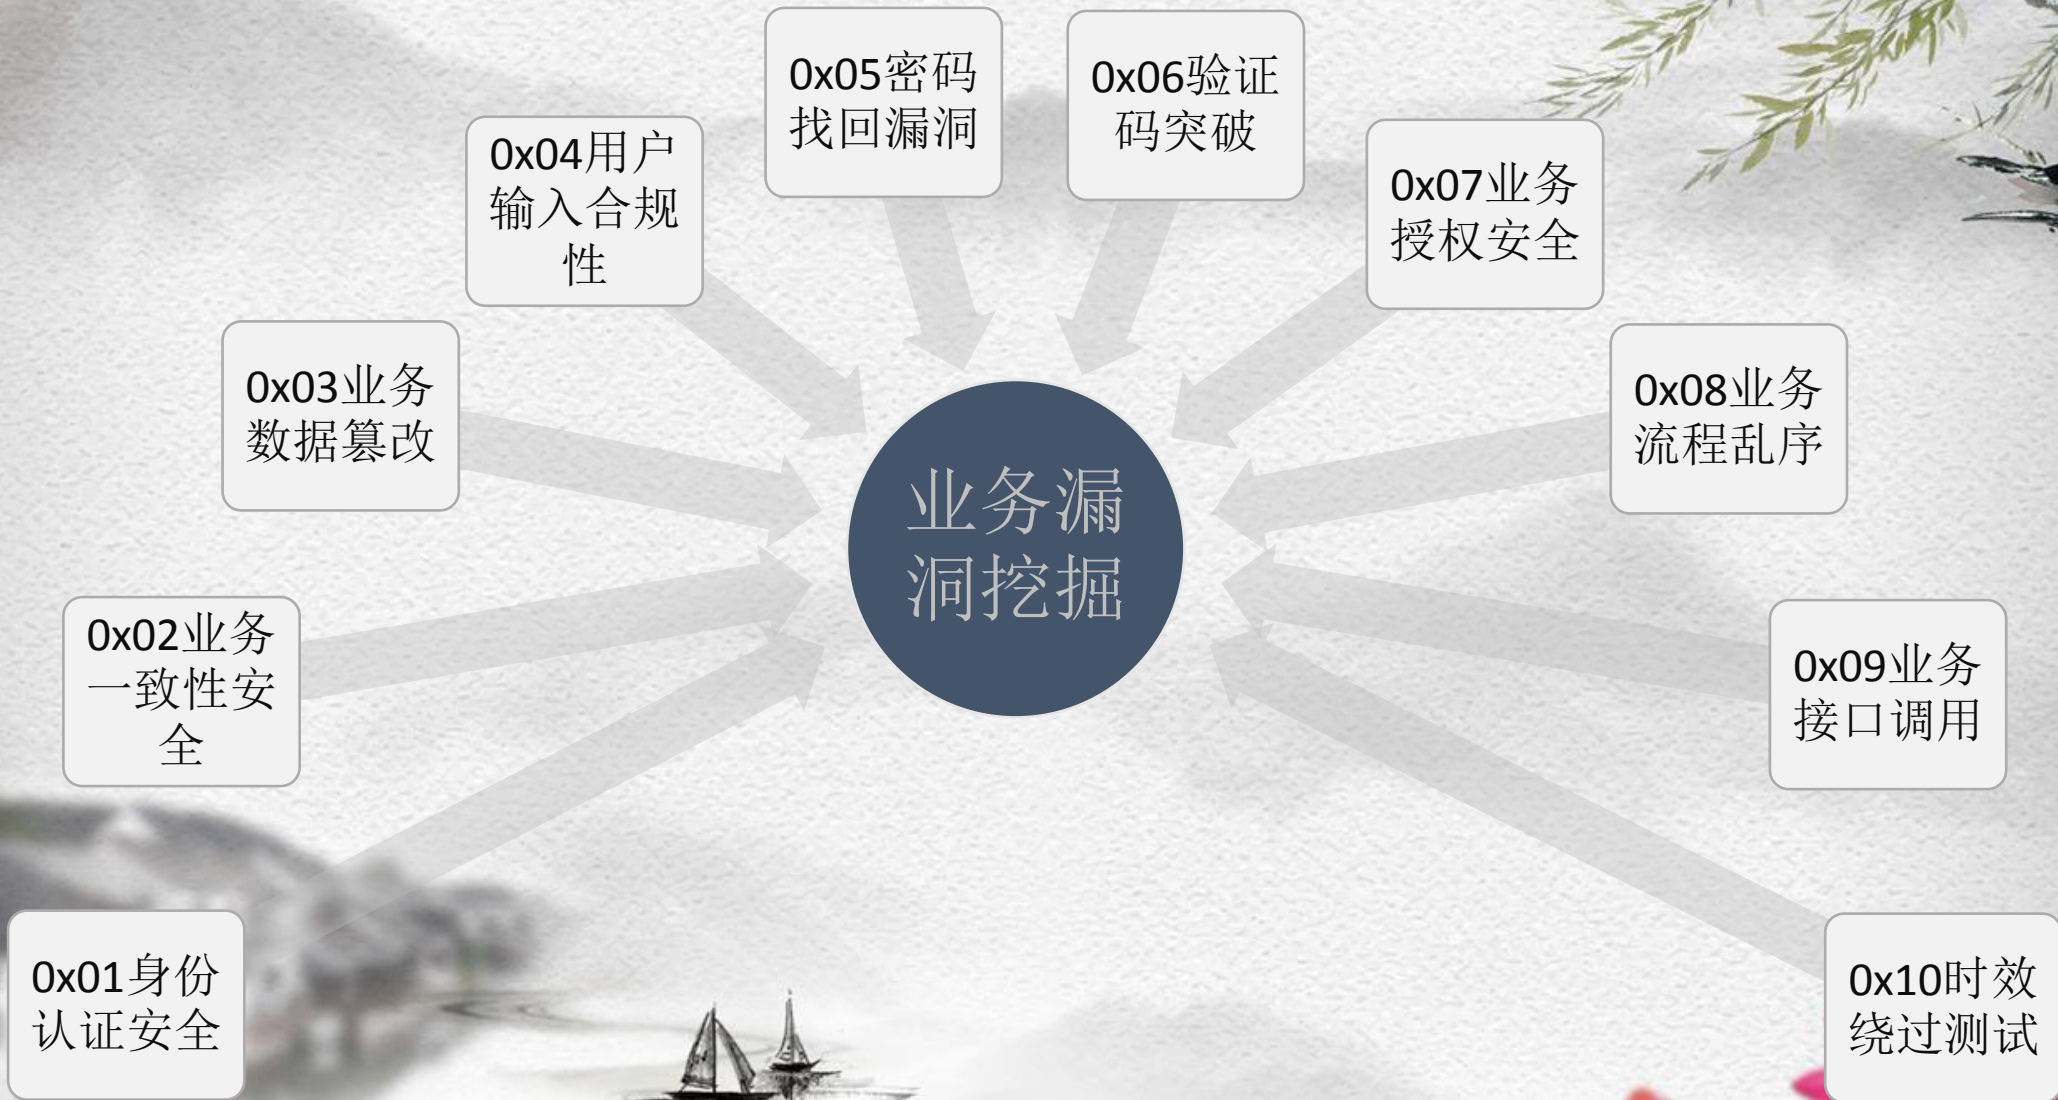 0x05密码
找回漏洞
0x06验证
码突破
0x04用户
输入合规
性
0x07业务
授权安全
0x03业务
数据篡改
0x08业务
流程乱序
业务漏
洞挖掘
0x02业务
一致性安
全
0x09业务
接口调用
0x01身份
认证安全
0x10时效
绕过测试